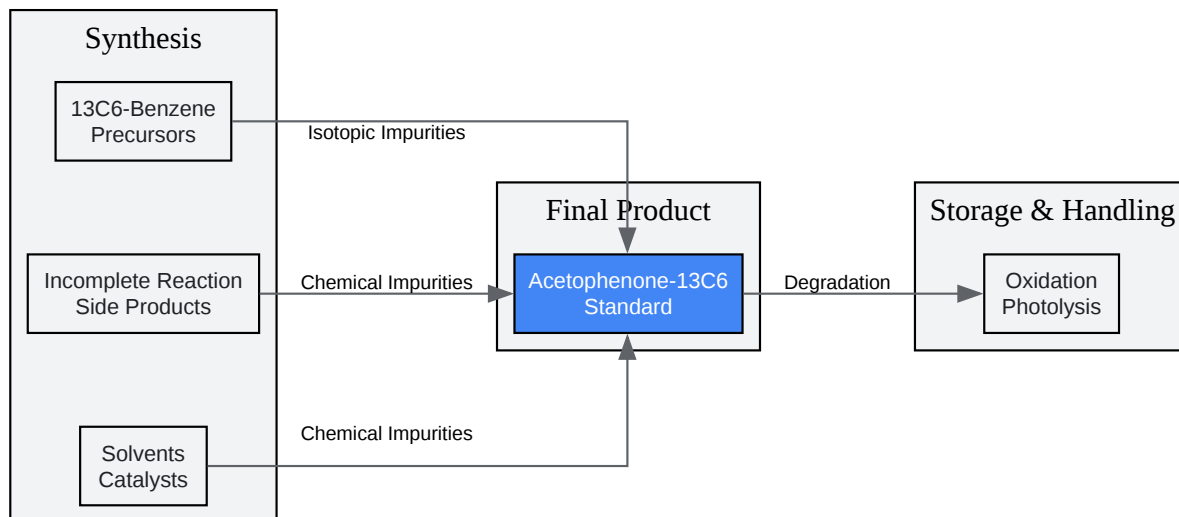 Synthesis
13C6-Benzene
Precursors
Isotopic Impurities
Final Product
Storage & Handling
Incomplete Reaction
Side Products
Chemical Impurities
Acetophenone-13C6
Standard
Degradation
Oxidation
Photolysis
Chemical Impurities
Solvents
Catalysts